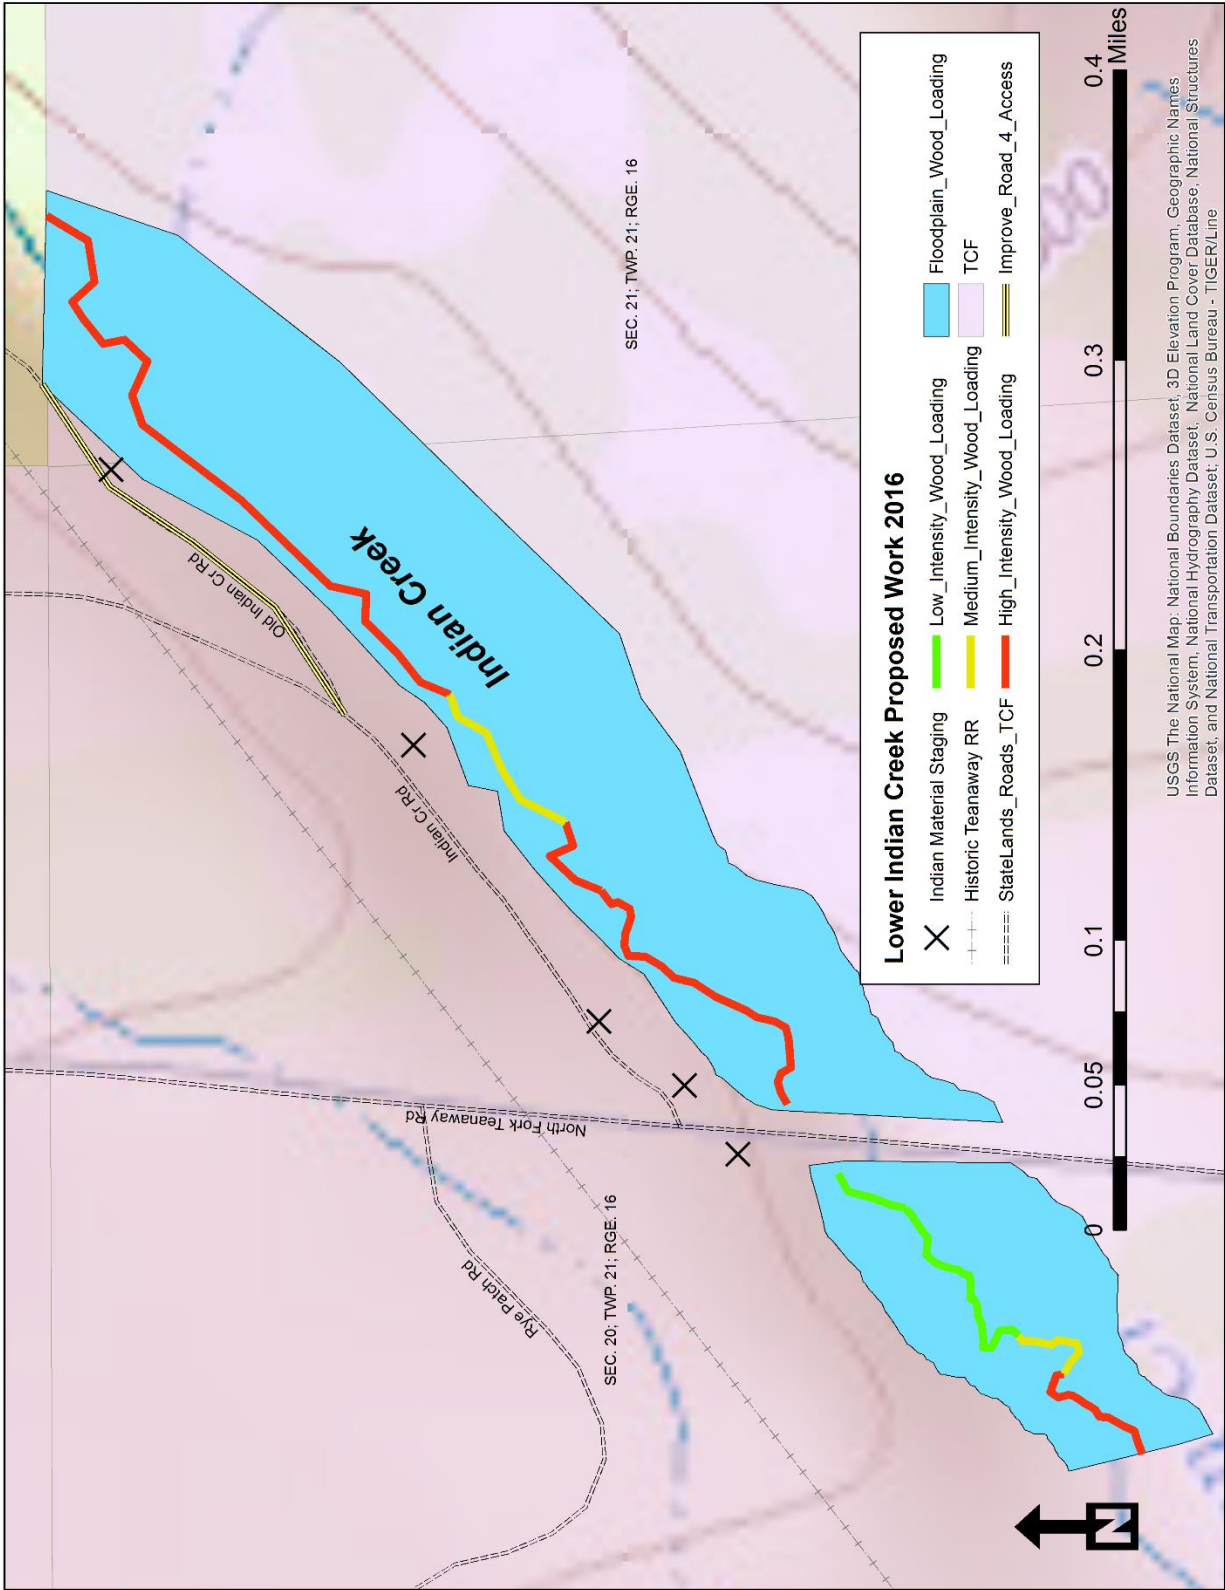 Old Indian Cr Rd
Indian Creek
Indian Cr Rd
North Fork Teanaway Rd
Rye Patch Rd
SEC. 21; TWP. 21; RGE. 16
SEC. 20; TWP. 21; RGE. 16
Lower Indian Creek Proposed Work 2016
Indian Material Staging
Historic Teanaway RR
StateLands_Roads_TCF
Low_Intensity_Wood_Loading
Medium_Intensity_Wood_Loading
High_Intensity_Wood_Loading
Floodplain_Wood_Loading
TCF
Improve_Road_4_Access
0 0.05 0.1 0.2 0.3 0.4
Miles
N
USGS The National Map: National Boundaries Dataset, 3D Elevation Program, Geographic Names
Information System, National Hydrography Dataset, National Land Cover Database, National Structures
Dataset, and National Transportation Dataset; U.S. Census Bureau - TIGER/Line